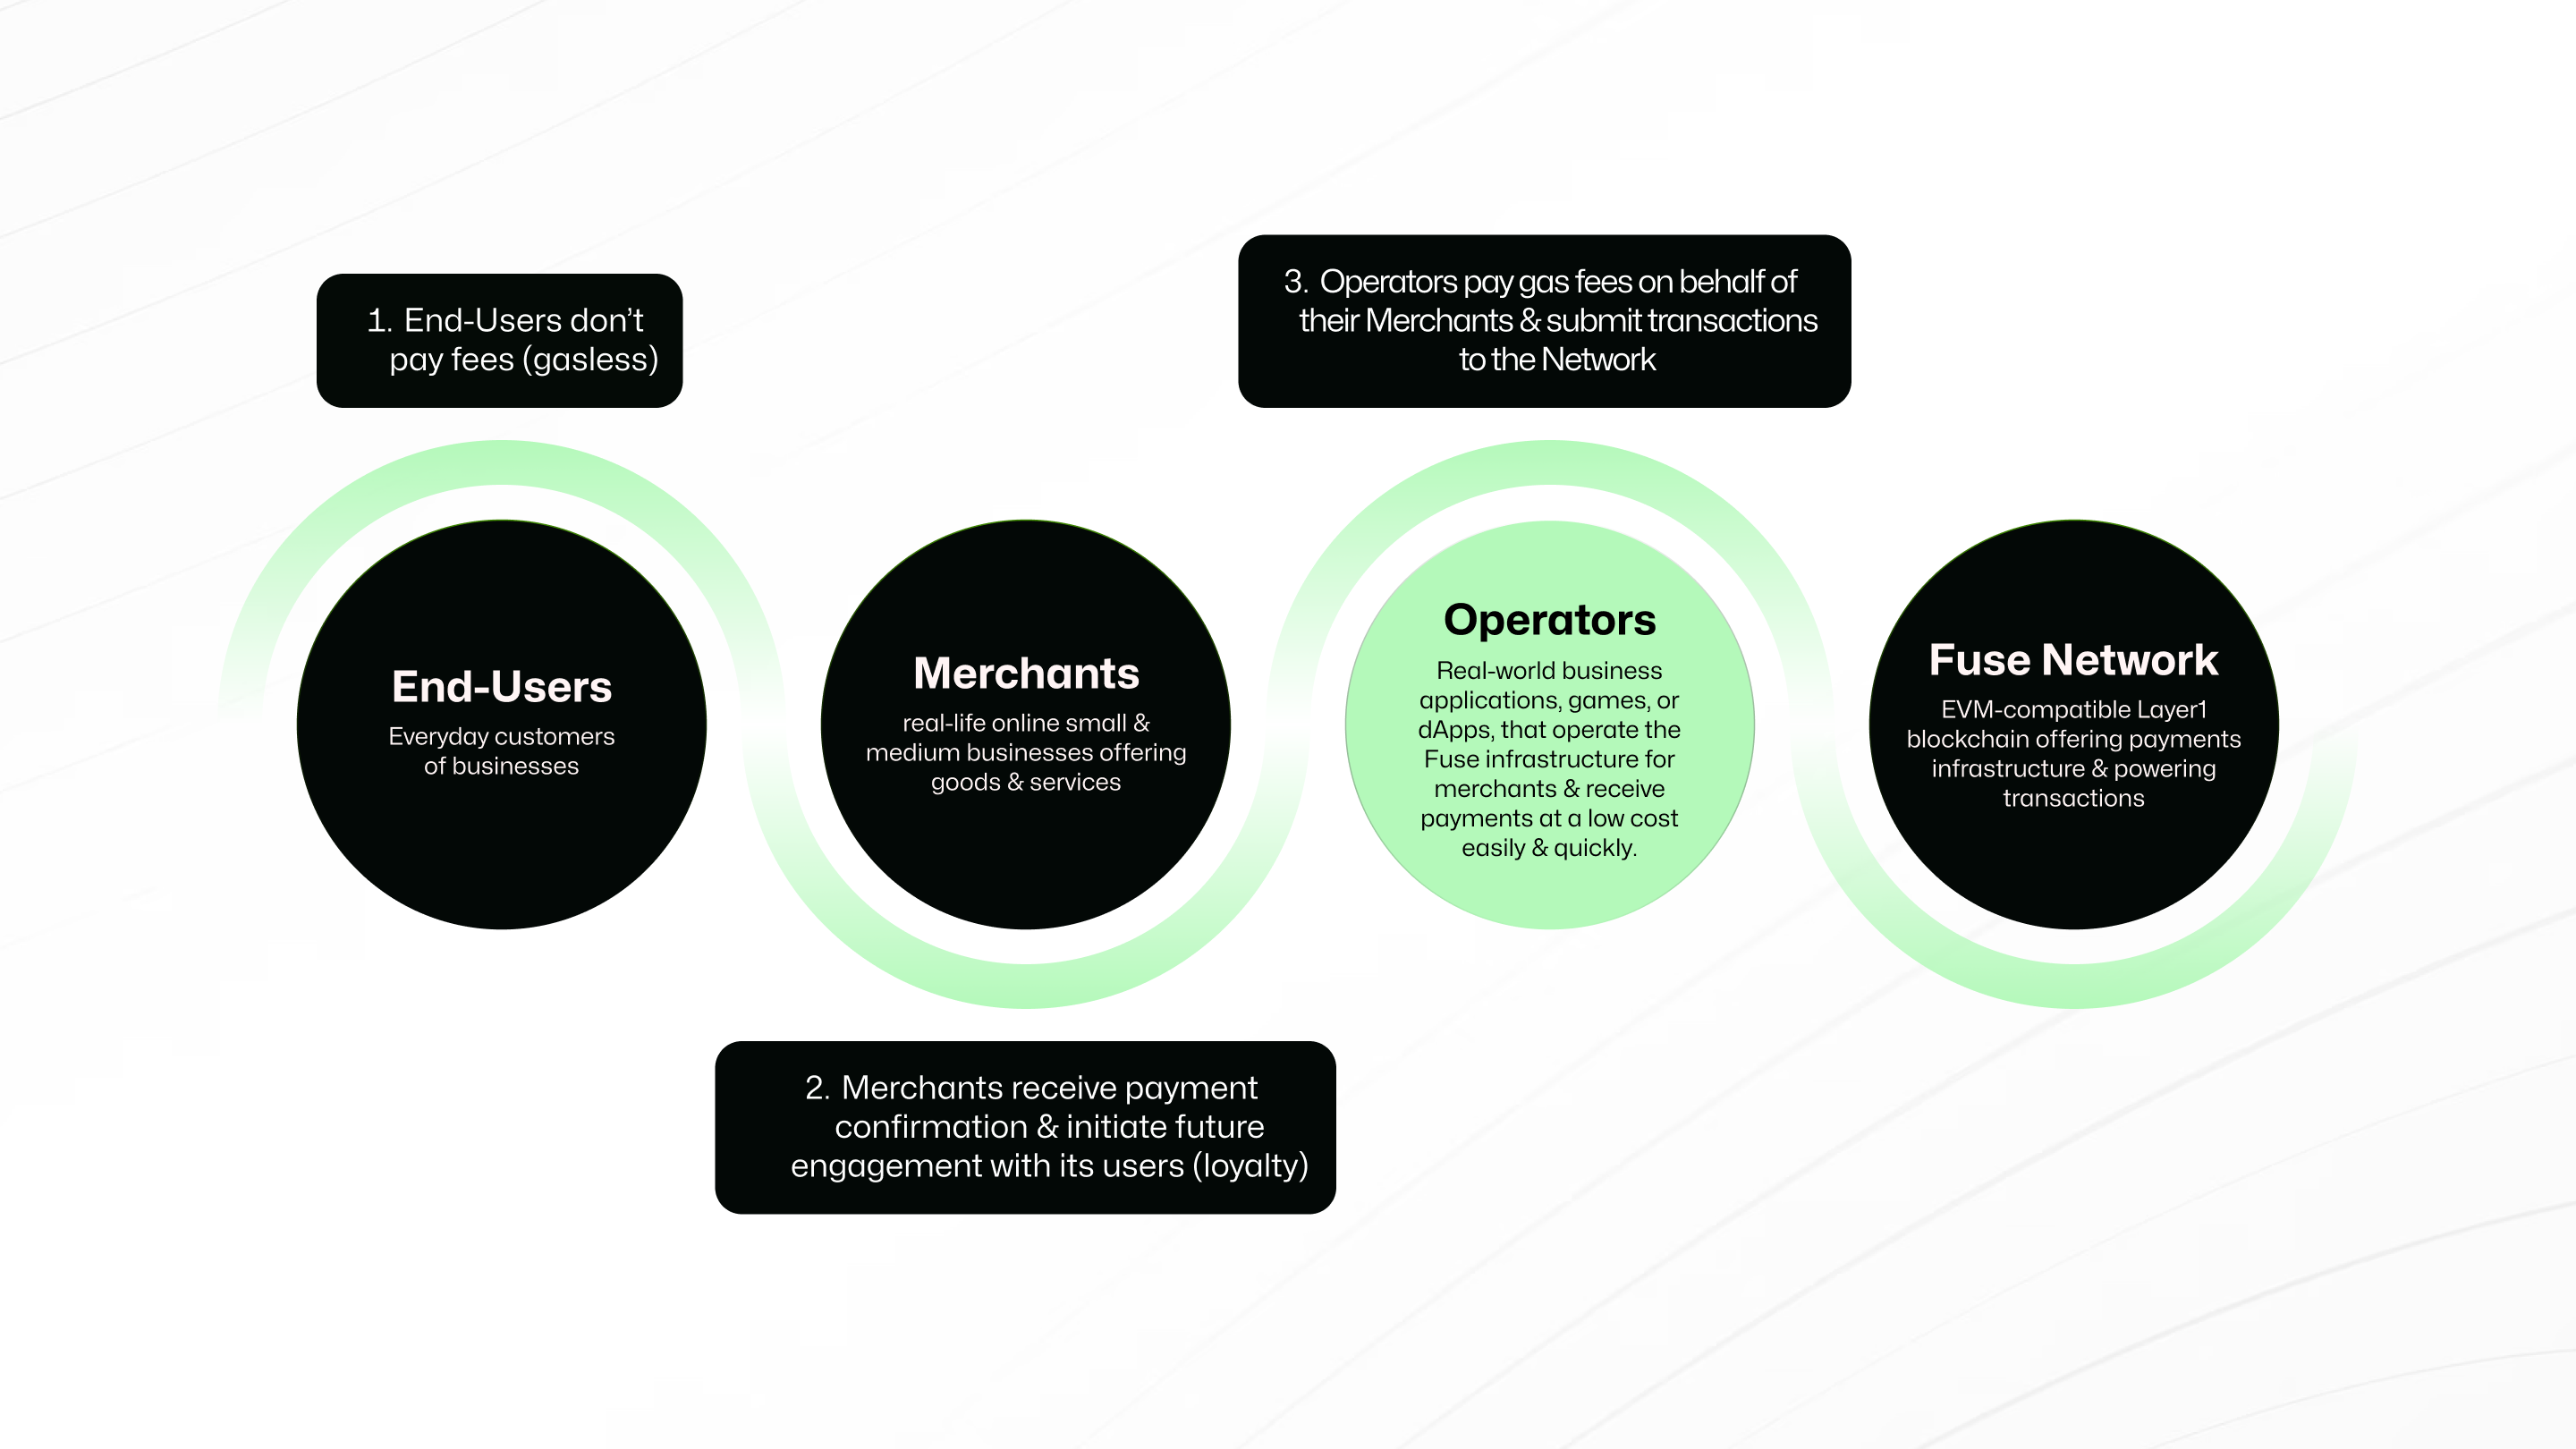 1. End-Users don’t
pay fees (gasless)
3. Operators pay gas fees on behalf of
their Merchants & submit transactions
to the Network
End-Users
Everyday customers
of businesses
Merchants
real-life online small &
medium businesses offering
goods & services
Operators
Real-world business
applications, games, or
dApps, that operate the
Fuse infrastructure for
merchants & receive
payments at a low cost
easily & quickly.
Fuse Network
EVM-compatible Layer1
blockchain offering payments
infrastructure & powering
transactions
2. Merchants receive payment
confirmation & initiate future
engagement with its users (loyalty)